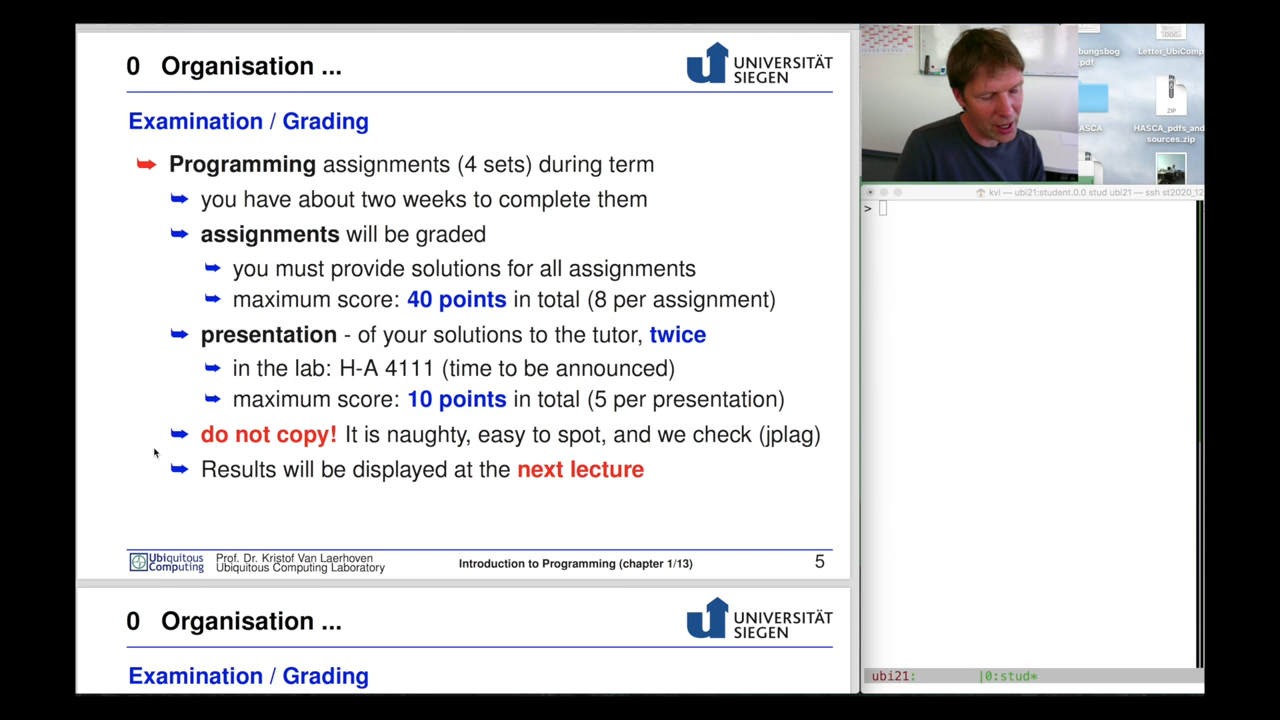 0 Organisation ...
UNIVERSITÄT
SIEGEN
Examination / Grading
Programming assignments (4 sets) during term
you have about two weeks to complete them
assignments will be graded
you must provide solutions for all assignments
maximum score: 40 points in total (8 per assignment)
presentation - of your solutions to the tutor, twice
in the lab: H-A 4111 (time to be announced)
maximum score: 10 points in total (5 per presentation)
do not copy! It is naughty, easy to spot, and we check (jplag)
Results will be displayed at the next lecture
Ubiquitous
Computing
Prof. Dr. Kristof Van Laerhoven
Ubiquitous Computing Laboratory
Introduction to Programming (chapter 1/13)
5
0 Organisation ...
UNIVERSITÄT
SIEGEN
Examination / Grading
ungsbog
.pdf
Letter_UbiComp
ZIP
ASCA
HASCA_pdfs_and
sources.zip
kvl — ubi21:student.0.0 stud ubi21 — ssh st2020_12
>
ubi21: |0:stud*